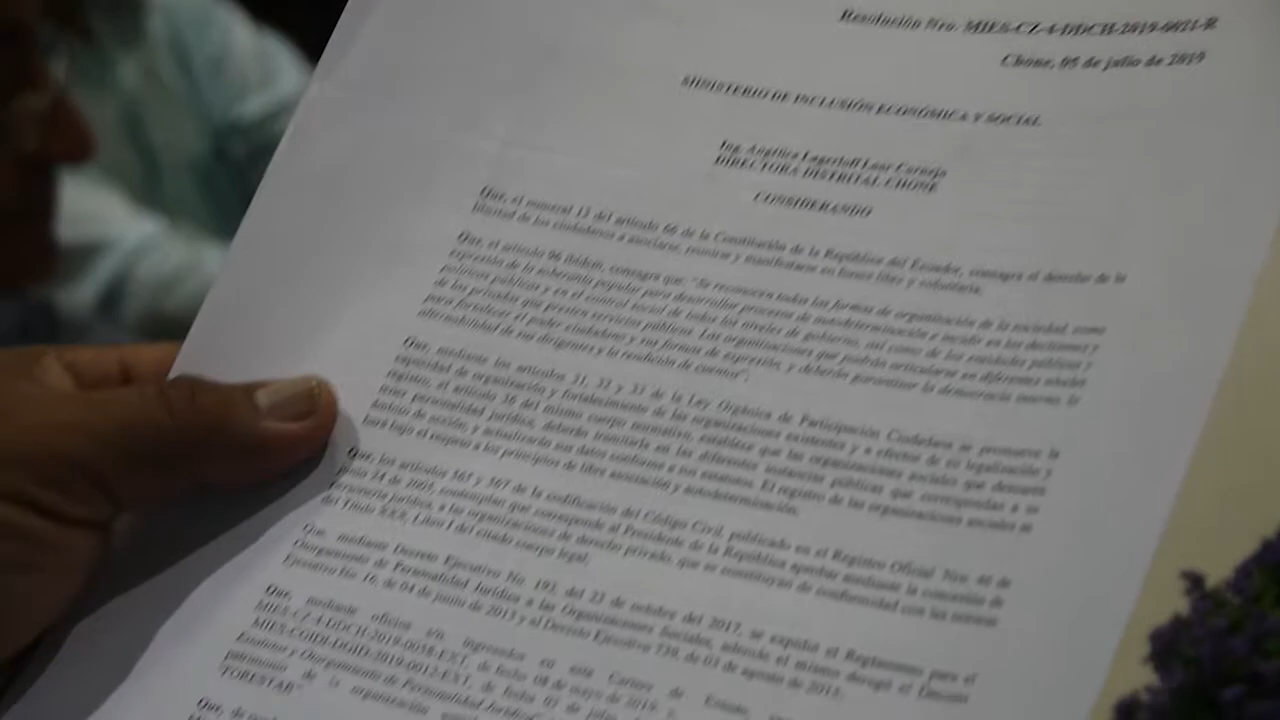 Resolución Nro. MIES-CZ-4-DDCH-2019-0021-R
Chone, 05 de julio de 2019
MINISTERIO DE INCLUSIÓN ECONÓMICA Y SOCIAL
Ing. Angélica Lagerloff Loor Cornejo
DIRECTORA DISTRITAL CHONE
CONSIDERANDO
Que, el numeral 13 del artículo 66 de la Constitución de la República del Ecuador, consagra el derecho de la
libertad de los ciudadanos a asociarse, reunirse y manifestarse en forma libre y voluntaria;
Que, el artículo 96 ibídem, consagra que: "Se reconocen todas las formas de organización de la sociedad, como
expresión de la soberanía popular para desarrollar procesos de autodeterminación e incidir en las decisiones y
políticas públicas y en el control social de todos los niveles de gobierno, así como de las entidades públicas y
de las privadas que presten servicios públicos. Las organizaciones que podrán articularse en diferentes niveles
para fortalecer el poder ciudadano y sus formas de expresión, y deberán garantizar la democracia interna, la
alternabilidad de sus dirigentes y la rendición de cuentas";
Que, mediante los artículos 31, 32 y 33 de la Ley Orgánica de Participación Ciudadana se promueve la
capacidad de organización y fortalecimiento de las organizaciones existentes y a efectos de su legalización y
registro, el artículo 36 del mismo cuerpo normativo, establece que las organizaciones sociales que desearen
tener personalidad jurídica, deberán tramitarla en las diferentes instancias públicas que correspondan a su
ámbito de acción, y actualizarán sus datos conforme a sus estatutos. El registro de las organizaciones sociales se
hará bajo el respeto a los principios de libre asociación y autodeterminación;
Que, los artículos 565 y 567 de la codificación del Código Civil, publicado en el Registro Oficial Nro. 46 de
junio 24 de 2005, contemplan que corresponde al Presidente de la República aprobar mediante la concesión de
personería jurídica, a las organizaciones de derecho privado, que se constituyan de conformidad con las normas
del Título XXX, Libro I del citado cuerpo legal;
Que, mediante Decreto Ejecutivo No. 193, del 23 de octubre del 2017, se expidió el Reglamento para el
Otorgamiento de Personalidad Jurídica a las Organizaciones Sociales, además el mismo derogó el Decreto
Ejecutivo No 16, de 04 de junio de 2013 y el Decreto Ejecutivo 739, de 03 de agosto de 2015;
Que, mediante oficios s/n ingresados en esta Cartera de Estado,
MIES-CZ-4-DDCH-2019-0058-EXT, de fecha 08 de mayo de 2019
MIES-CGIDI-DGID-2019-0012-EXT, de fecha 03 de julio
Estatutos y Otorgamiento de Personalidad Jurídica
patrimonio de la organización
"FORESTAR"
Que,